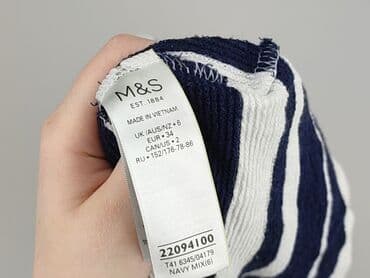 M&S
EST. 1884
MADE IN VIETNAM
UK/AUS/NZ • 6
EUR • 34
CAN/US • 2
RU • 152/176-78-86
22094100
T41 6345/04179
NAVY MIX(6)